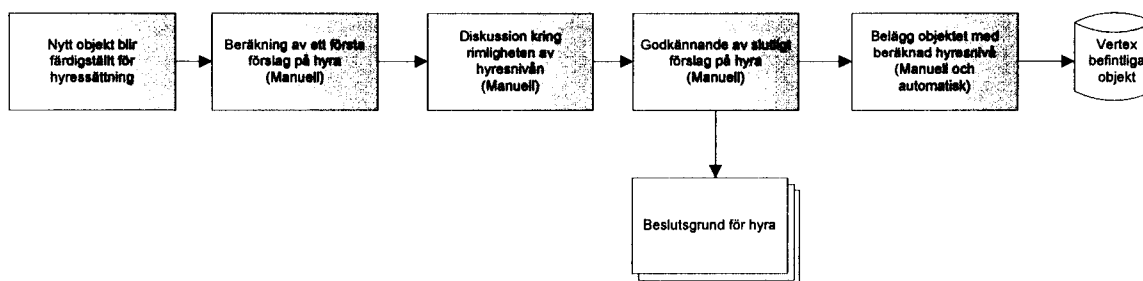 Nytt objekt blir
färdigställt för
hyressättning
Beräkning av ett första
förslag på hyra
(Manuell)
Diskussion kring
rimligheten av
hyresnivån
(Manuell)
Godkännande av slutligt
förslag på hyra
(Manuell)
Belägg objektet med
beräknad hyresnivå
(Manuell och
automatisk)
Vertex
befintliga
objekt
Beslutsgrund för hyra